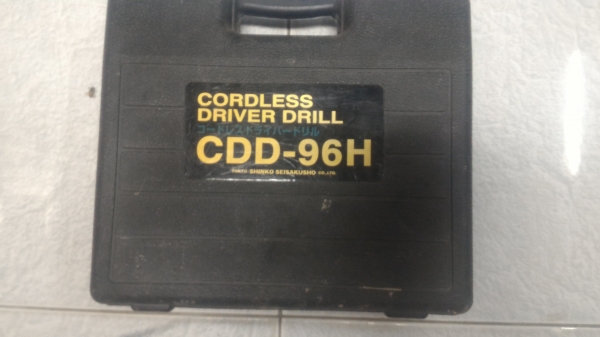 CORDLESS
DRIVER DRILL
コードレスドライバードリル
CDD-96H
TOKYO SHINKO SEISAKUSHO CO.,LTD.